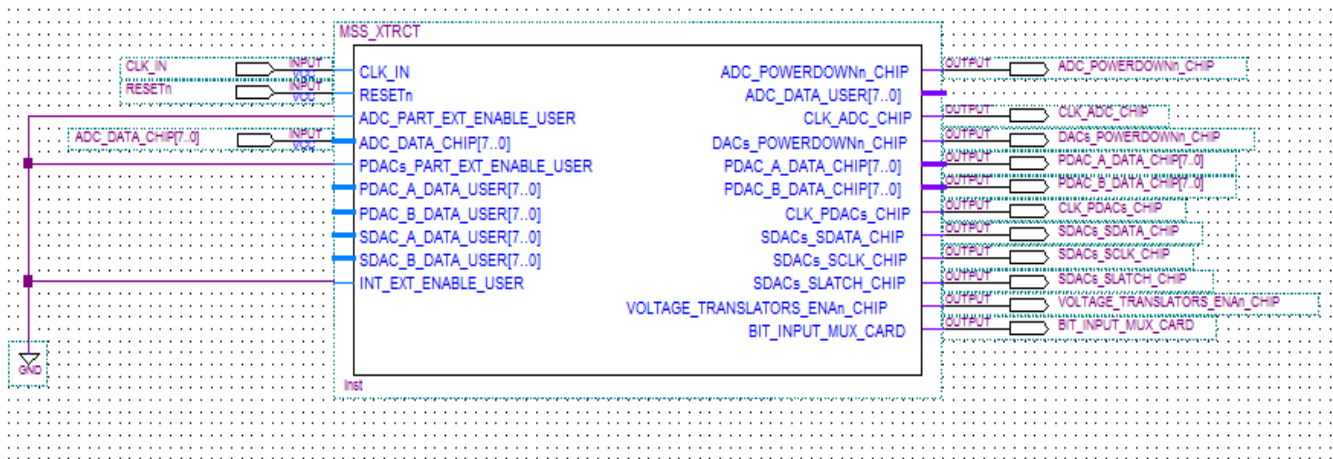 MSS_XTRCT
CLK_IN INPUT VCC CLK_IN ADC_POWERDOWNn_CHIP OUTPUT ADC_POWERDOWNn_CHIP
RESETn INPUT VCC RESETn ADC_DATA_USER[7..0]
ADC_PART_EXT_ENABLE_USER CLK_ADC_CHIP OUTPUT CLK_ADC_CHIP
ADC_DATA_CHIP[7..0] INPUT VCC ADC_DATA_CHIP[7..0] DACs_POWERDOWNn_CHIP OUTPUT DACs_POWERDOWNn_CHIP
PDACs_PART_EXT_ENABLE_USER PDAC_A_DATA_CHIP[7..0] OUTPUT PDAC_A_DATA_CHIP[7..0]
PDAC_A_DATA_USER[7..0] PDAC_B_DATA_CHIP[7..0] OUTPUT PDAC_B_DATA_CHIP[7..0]
PDAC_B_DATA_USER[7..0] CLK_PDACs_CHIP OUTPUT CLK_PDACs_CHIP
SDAC_A_DATA_USER[7..0] SDACs_SDATA_CHIP OUTPUT SDACs_SDATA_CHIP
SDAC_B_DATA_USER[7..0] SDACs_SCLK_CHIP OUTPUT SDACs_SCLK_CHIP
INT_EXT_ENABLE_USER SDACs_SLATCH_CHIP OUTPUT SDACs_SLATCH_CHIP
VOLTAGE_TRANSLATORS_ENAn_CHIP OUTPUT VOLTAGE_TRANSLATORS_ENAn_CHIP
BIT_INPUT_MUX_CARD OUTPUT BIT_INPUT_MUX_CARD
GND
inst